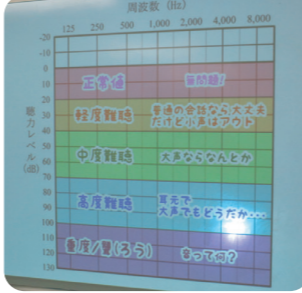 周波数 (Hz)
125 250 500 1,000 2,000 4,000 8,000
聴力レベル(dB)
-20
-10
0
10
20
30
40
50
60
70
80
90
100
110
120
130
正常値 無問題!
軽度難聴 普通の会話なら大丈夫
だけど小声はアウト
中度難聴 大声ならなんとか
高度難聴 耳元で
大声でもどうだか・・・
重度/聾(ろう) 音って何?